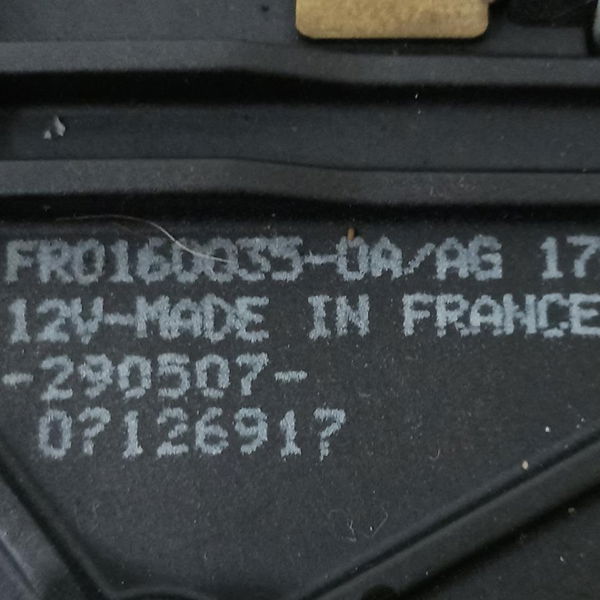 FR0160035-0A/AG 17
12V-MADE IN FRANCE
-290507-
07126917